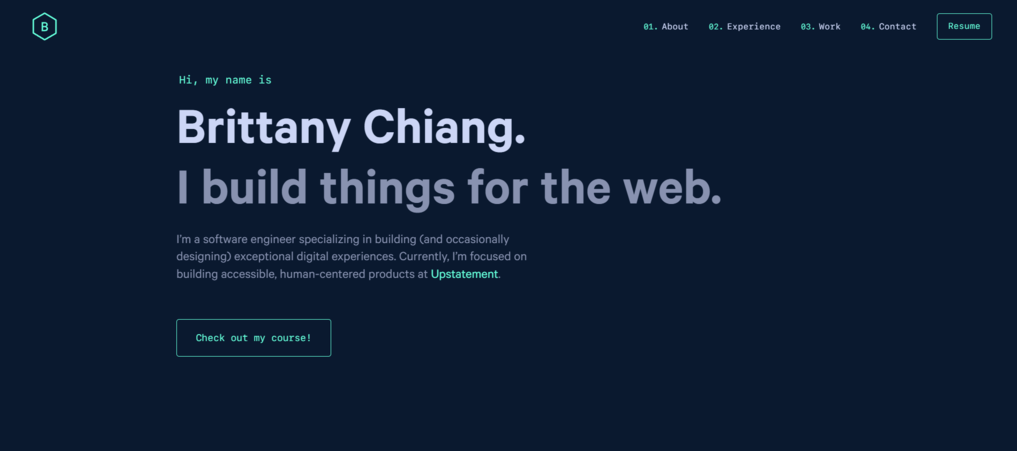 B
01. About 02. Experience 03. Work 04. Contact Resume
Hi, my name is
Brittany Chiang.
I build things for the web.
I'm a software engineer specializing in building (and occasionally
designing) exceptional digital experiences. Currently, I'm focused on
building accessible, human-centered products at Upstatement.
Check out my course!